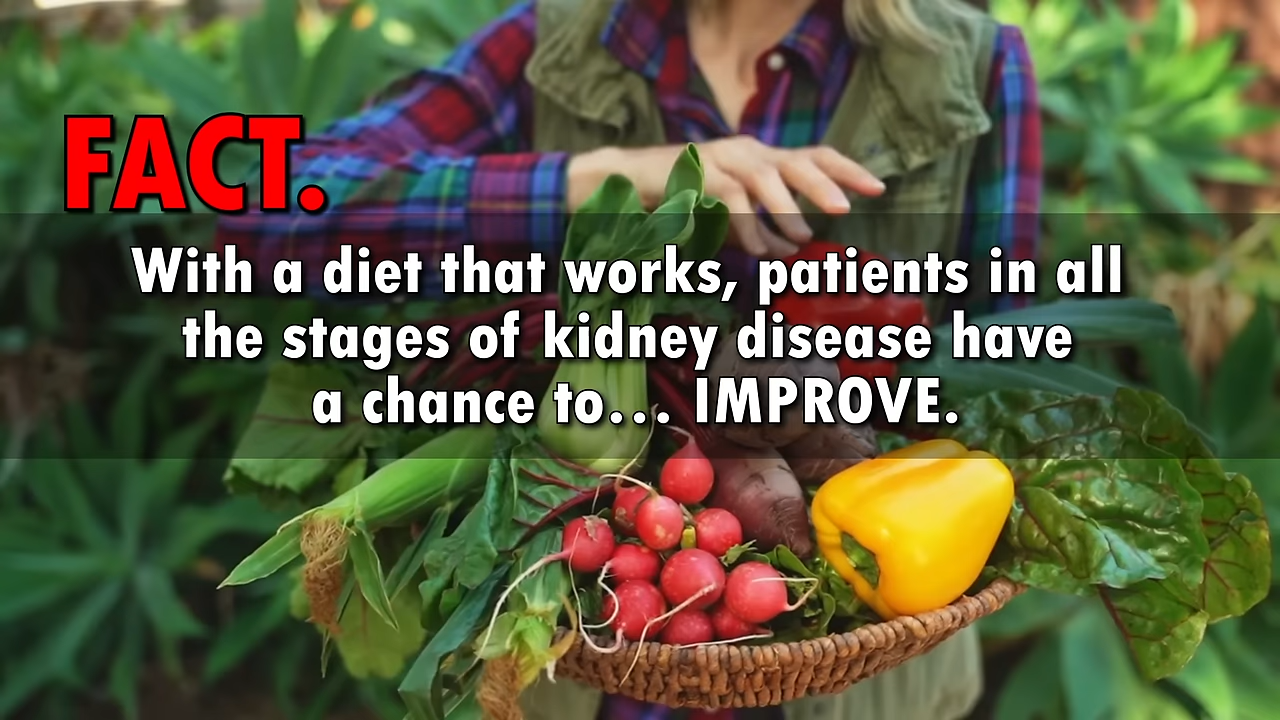 FACT.
With a diet that works, patients in all
the stages of kidney disease have
a chance to... IMPROVE.